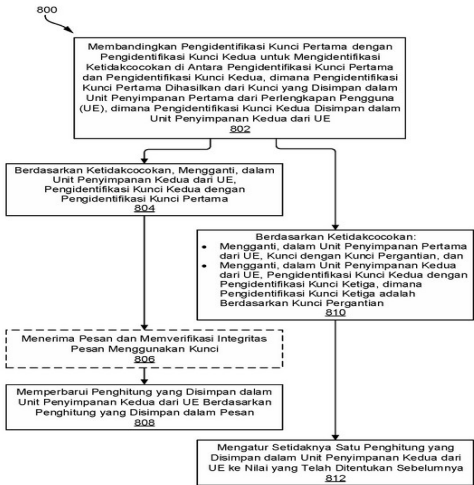 800
Membandingkan Pengidentifikasi Kunci Pertama dengan
Pengidentifikasi Kunci Kedua untuk Mengidentifikasi
Ketidakcocokan di Antara Pengidentifikasi Kunci Pertama
dan Pengidentifikasi Kunci Kedua, dimana Pengidentifikasi
Kunci Pertama Dihasilkan dari Kunci yang Disimpan dalam
Unit Penyimpanan Pertama dari Perlengkapan Pengguna
(UE), dimana Pengidentifikasi Kunci Kedua Disimpan dalam
Unit Penyimpanan Kedua dari UE
802
Berdasarkan Ketidakcocokan, Mengganti, dalam
Unit Penyimpanan Kedua dari UE,
Pengidentifikasi Kunci Kedua dengan
Pengidentifikasi Kunci Pertama
804
Berdasarkan Ketidakcocokan:
• Mengganti, dalam Unit Penyimpanan Pertama
dari UE, Kunci dengan Kunci Pergantian, dan
• Mengganti, dalam Unit Penyimpanan Kedua
dari UE, Pengidentifikasi Kunci Kedua dengan
Pengidentifikasi Kunci Ketiga, dimana
Pengidentifikasi Kunci Ketiga adalah
Berdasarkan Kunci Pergantian
810
Menerima Pesan dan Memverifikasi Integritas
Pesan Menggunakan Kunci
806
Memperbarui Penghitung yang Disimpan dalam
Unit Penyimpanan Kedua dari UE Berdasarkan
Penghitung yang Disimpan dalam Pesan
808
Mengatur Setidaknya Satu Penghitung yang
Disimpan dalam Unit Penyimpanan Kedua dari
UE ke Nilai yang Telah Ditentukan Sebelumnya
812